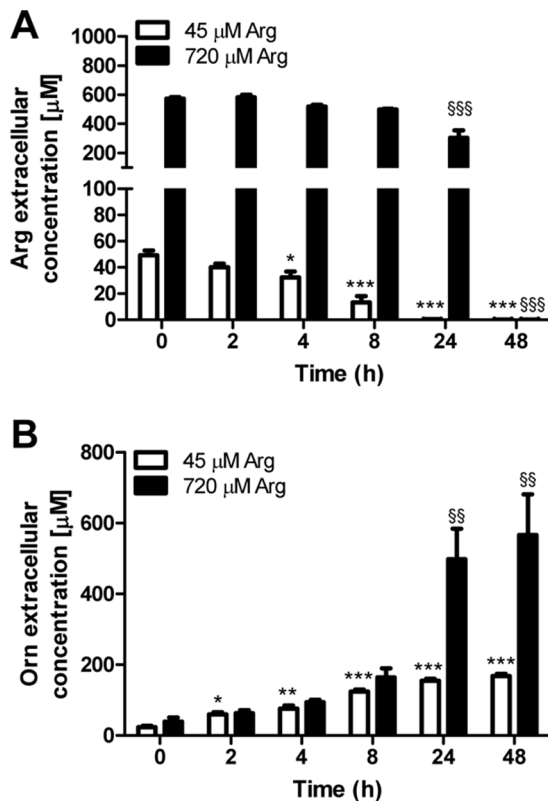 A
45 μM Arg
720 μM Arg
Arg extracellular
concentration [μM]
1000
800
600
400
200
100
80
60
40
20
0
*
***
***
§§§
***
§§§
0 2 4 8 24 48
Time (h)
B
45 μM Arg
720 μM Arg
Orn extracellular
concentration [μM]
800
600
400
200
0
*
**
***
***
§§
***
§§
0 2 4 8 24 48
Time (h)